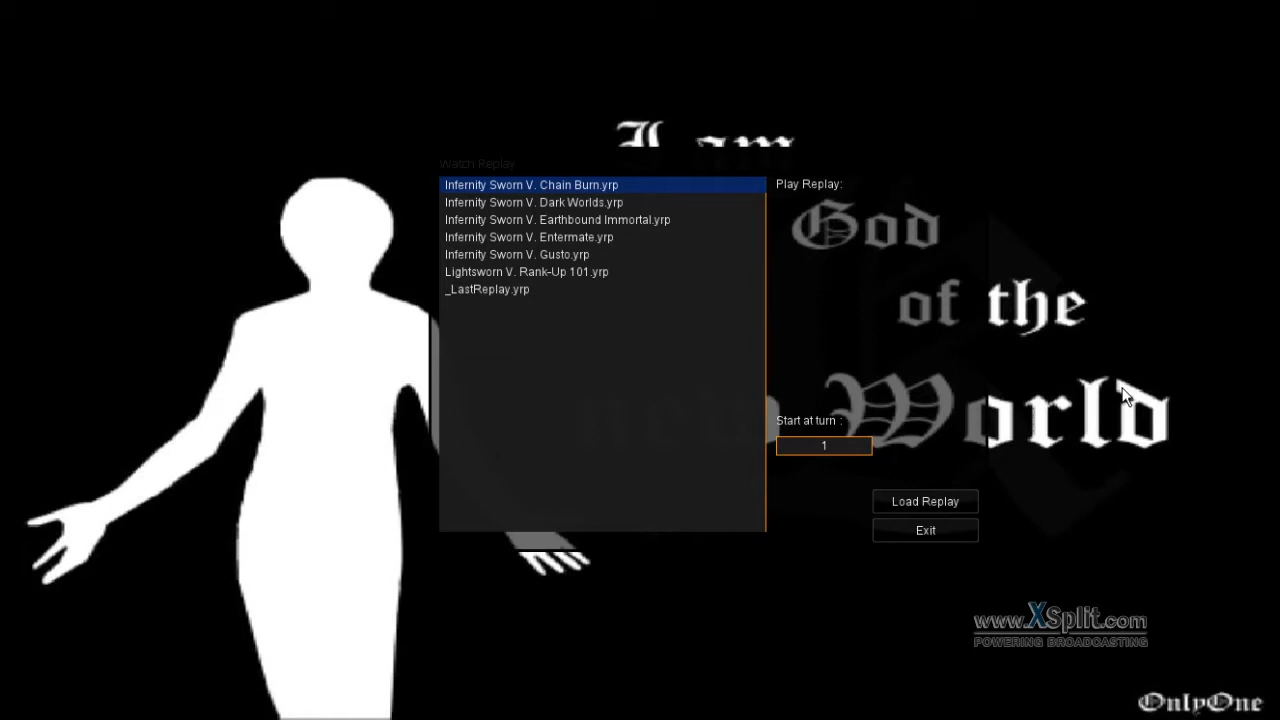 I am
God
of the
World
Watch Replay
Infernity Sworn V. Chain Burn.yrp
Infernity Sworn V. Dark Worlds.yrp
Infernity Sworn V. Earthbound Immortal.yrp
Infernity Sworn V. Entermate.yrp
Infernity Sworn V. Gusto.yrp
Lightsworn V. Rank-Up 101.yrp
_LastReplay.yrp
Play Replay:
Start at turn :
1
Load Replay
Exit
www.XSplit.com
POWERING BROADCASTING
OnlyOne